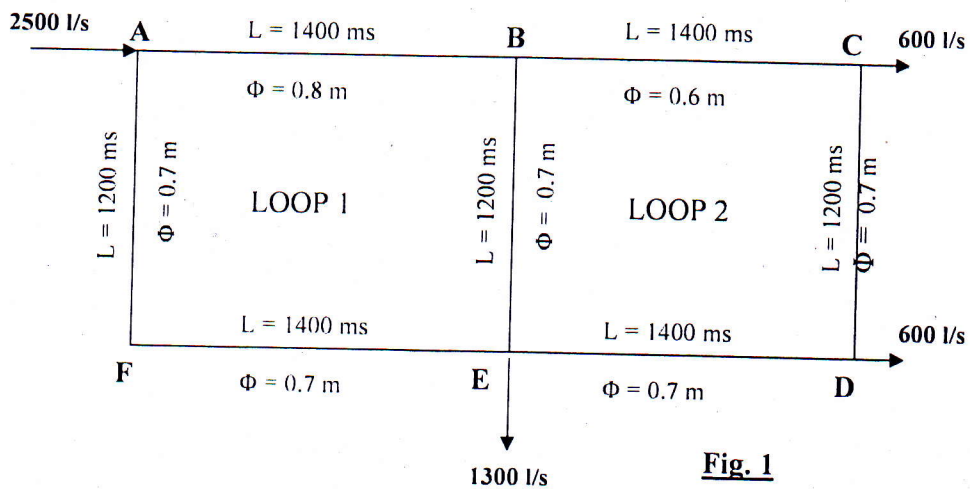 2500 l/s
A
L = 1400 ms
B
L = 1400 ms
C
600 l/s
Φ = 0.8 m
Φ = 0.6 m
L = 1200 ms
Φ = 0.7 m
LOOP 1
L = 1200 ms
Φ = 0.7 m
LOOP 2
L = 1200 ms
Φ = 0.7 m
L = 1400 ms
L = 1400 ms
600 l/s
F
Φ = 0.7 m
E
Φ = 0.7 m
D
1300 l/s
Fig. 1